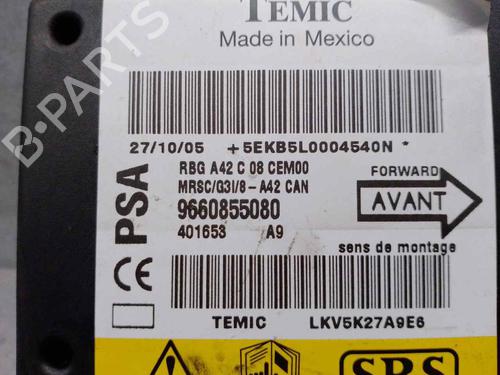 TEMIC
Made in Mexico
27/10/05 +5EKB5L0004540N *
RBG A42 C 08 CEM00
MRSC/G3I/8-A42 CAN
9660855080
401653 A9
PSA
CE
FORWARD
AVANT
sens de montage
TEMIC LKV5K27A9E6
SRS
B-PARTS